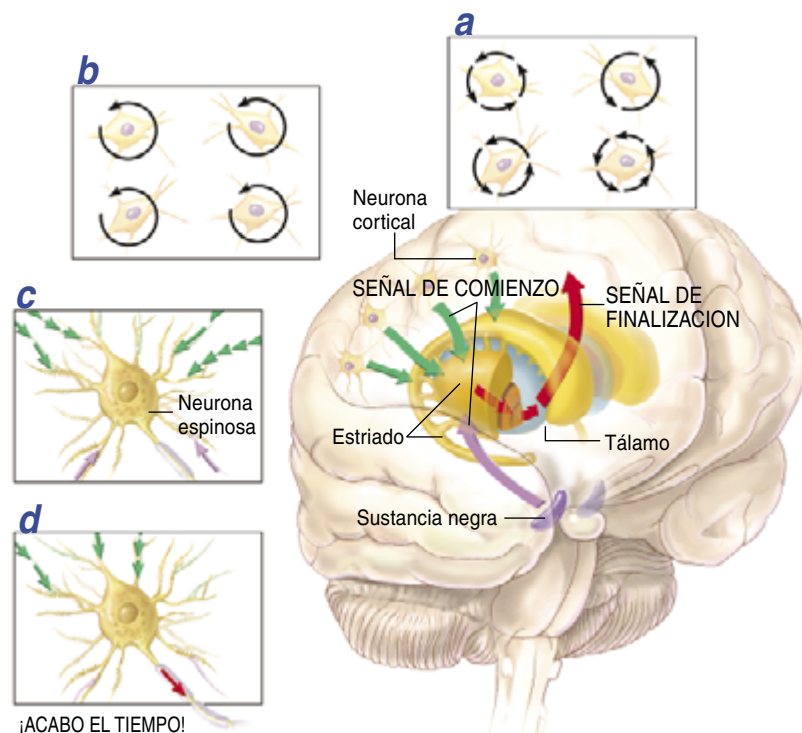 a
b
Neurona
cortical
SEÑAL DE COMIENZO
SEÑAL DE
FINALIZACION
c
Neurona
espinosa
Estriado
Tálamo
Sustancia negra
d
¡ACABO EL TIEMPO!